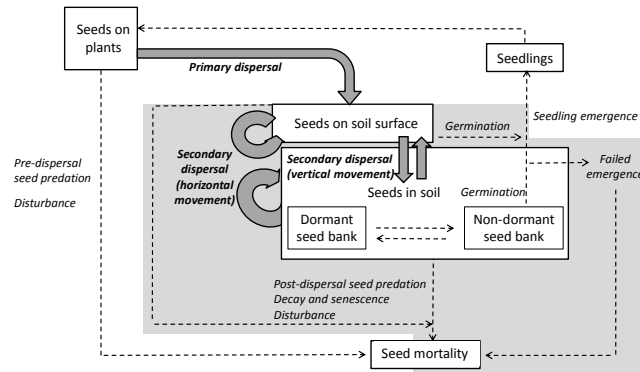 Seeds on
plants
Primary dispersal
Seedlings
Seeds on soil surface
Germination
Seedling emergence
Pre-dispersal
seed predation
Disturbance
Secondary
dispersal
(horizontal
movement)
Secondary dispersal
(vertical movement)
Seeds in soil
Failed
emergence
Germination
Dormant
seed bank
Non-dormant
seed bank
Post-dispersal seed predation
Decay and senescence
Disturbance
Seed mortality